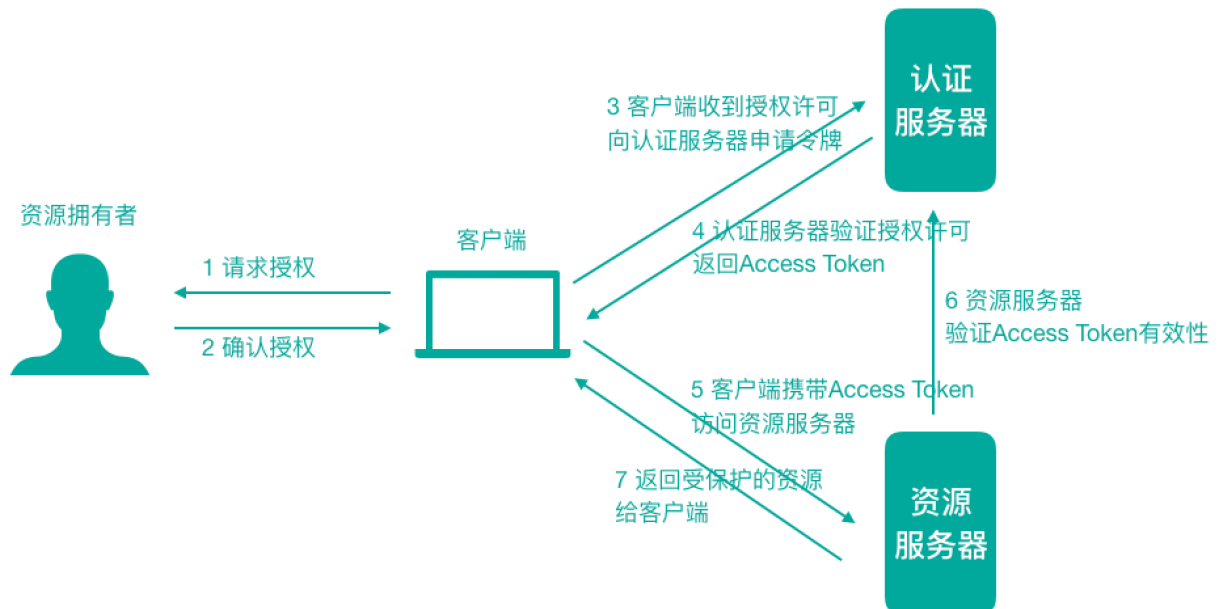 认证
服务器
3 客户端收到授权许可
向认证服务器申请令牌
资源拥有者
客户端
4 认证服务器验证授权许可
返回Access Token
1 请求授权
2 确认授权
6 资源服务器
验证Access Token有效性
5 客户端携带Access Token
访问资源服务器
7 返回受保护的资源
给客户端
资源
服务器